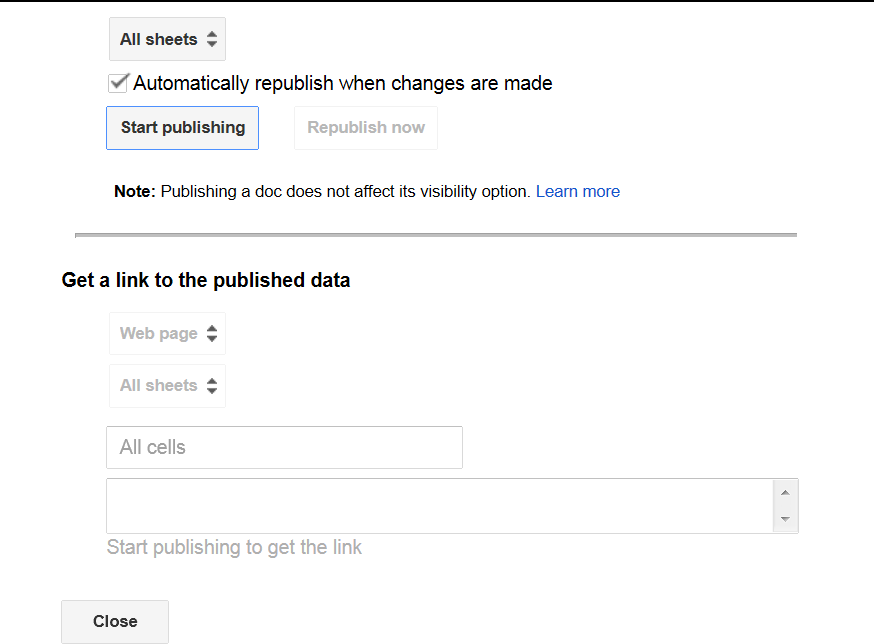 All sheets
Automatically republish when changes are made
Start publishing Republish now
Note: Publishing a doc does not affect its visibility option. Learn more
Get a link to the published data
Web page
All sheets
All cells
Start publishing to get the link
Close